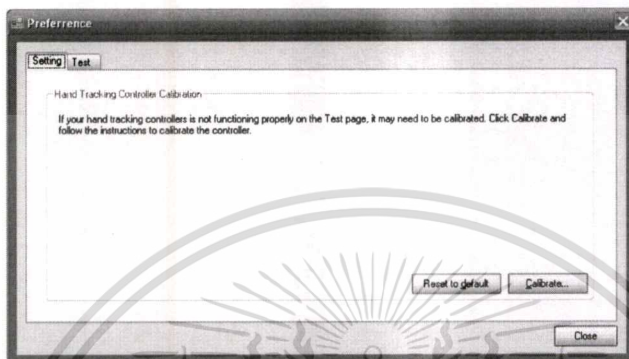 Preferrence
Setting Test
Hand Tracking Controller Calibration
If your hand tracking controllers is not functioning properly on the Test page, it may need to be calibrated. Click Calibrate and
follow the instructions to calibrate the controller.
Reset to default Calibrate...
Close